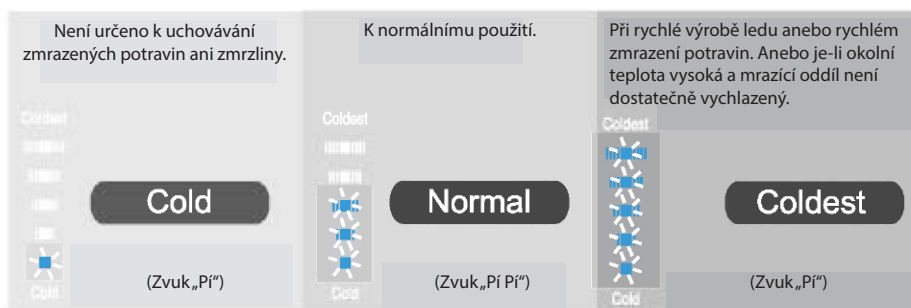 Není určeno k uchovávání
zmrazených potravin ani zmrzliny.
Coldest
Cold
Cold
(Zvuk „Pí“)
K normálnímu použití.
Coldest
Normal
Cold
(Zvuk „Pí Pí“)
Při rychlé výrobě ledu anebo rychlém
zmrazení potravin. Anebo je-li okolní
teplota vysoká a mrazící oddíl není
dostatečně vychlazený.
Coldest
Coldest
Cold
(Zvuk „Pí“)